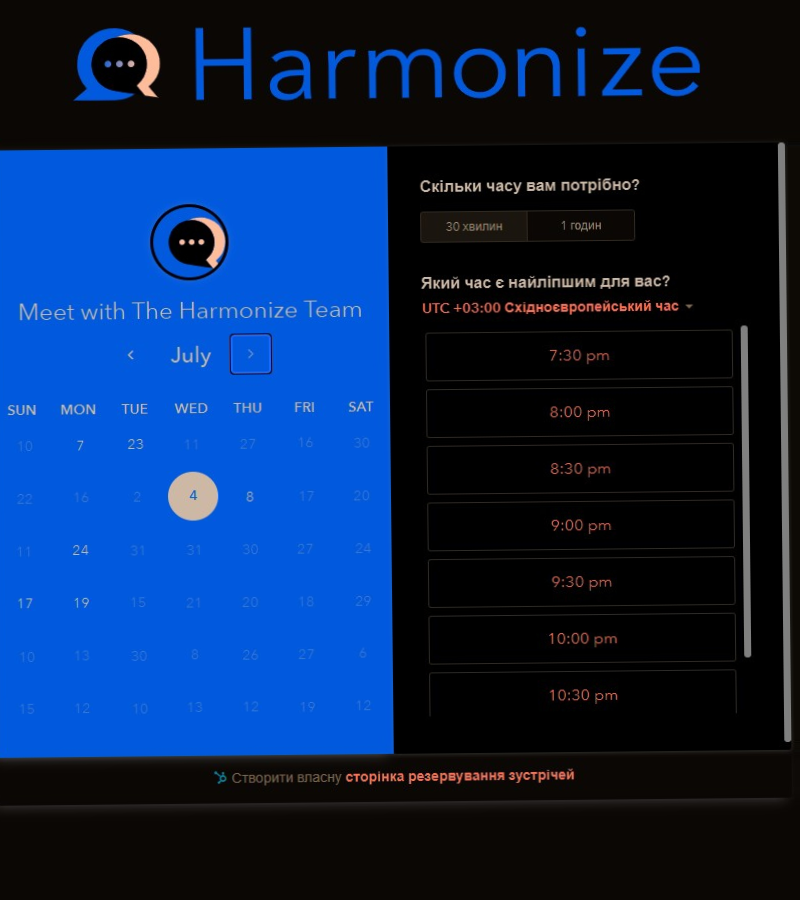 Harmonize
Meet with The Harmonize Team
July
SUN MON TUE WED THU FRI SAT
10 7 23 11 27 16 30
22 16 2 4 8 17 20
11 24 31 31 30 27 24
17 19 15 21 20 18 29
10 13 30 8 26 27 6
15 12 10 13 12 19 12
Скільки часу вам потрібно?
30 хвилин 1 годин
Який час є найліпшим для вас?
UTC +03:00 Східноєвропейський час
7:30 pm
8:00 pm
8:30 pm
9:00 pm
9:30 pm
10:00 pm
10:30 pm
Створити власну сторінка резервування зустрічей